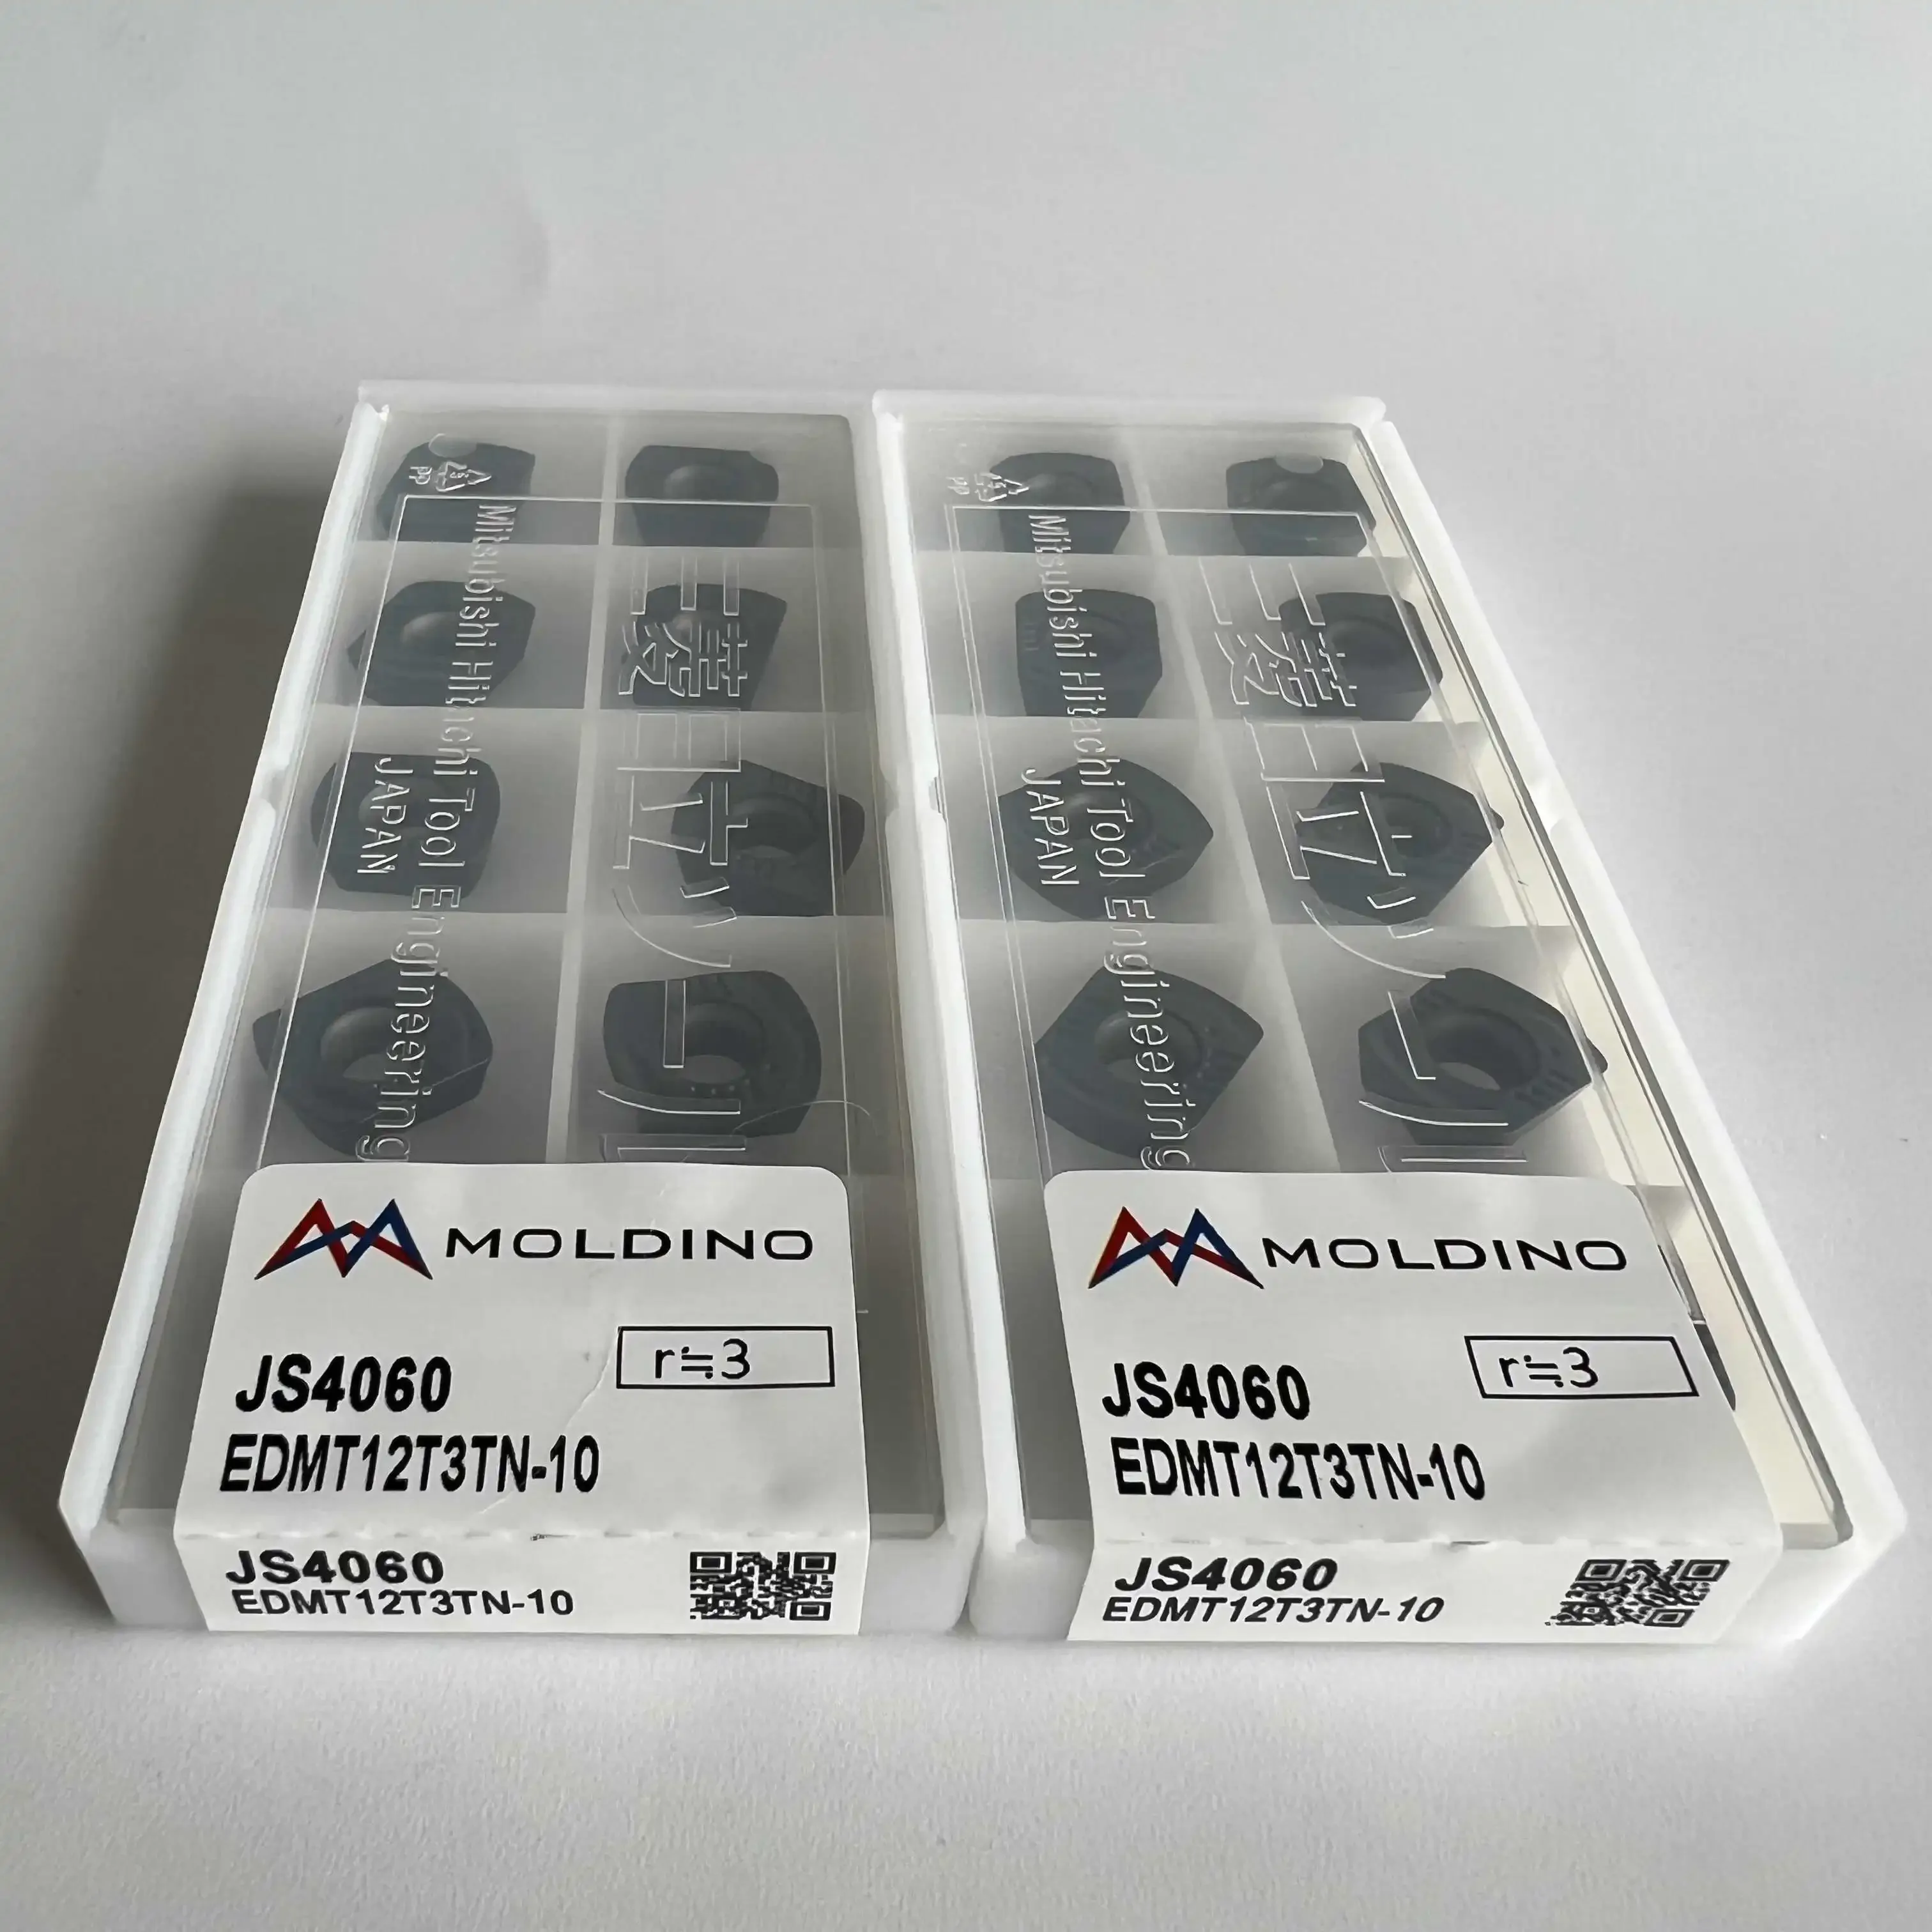 PP
Mitsubishi Hitachi Tool Engineering
JAPAN
三菱日立ツール
MOLDINO
r≒3
JS4060
EDMT12T3TN-10
JS4060
EDMT12T3TN-10
PP
Mitsubishi Hitachi Tool Engineering
JAPAN
三菱日立ツール
MOLDINO
r≒3
JS4060
EDMT12T3TN-10
JS4060
EDMT12T3TN-10